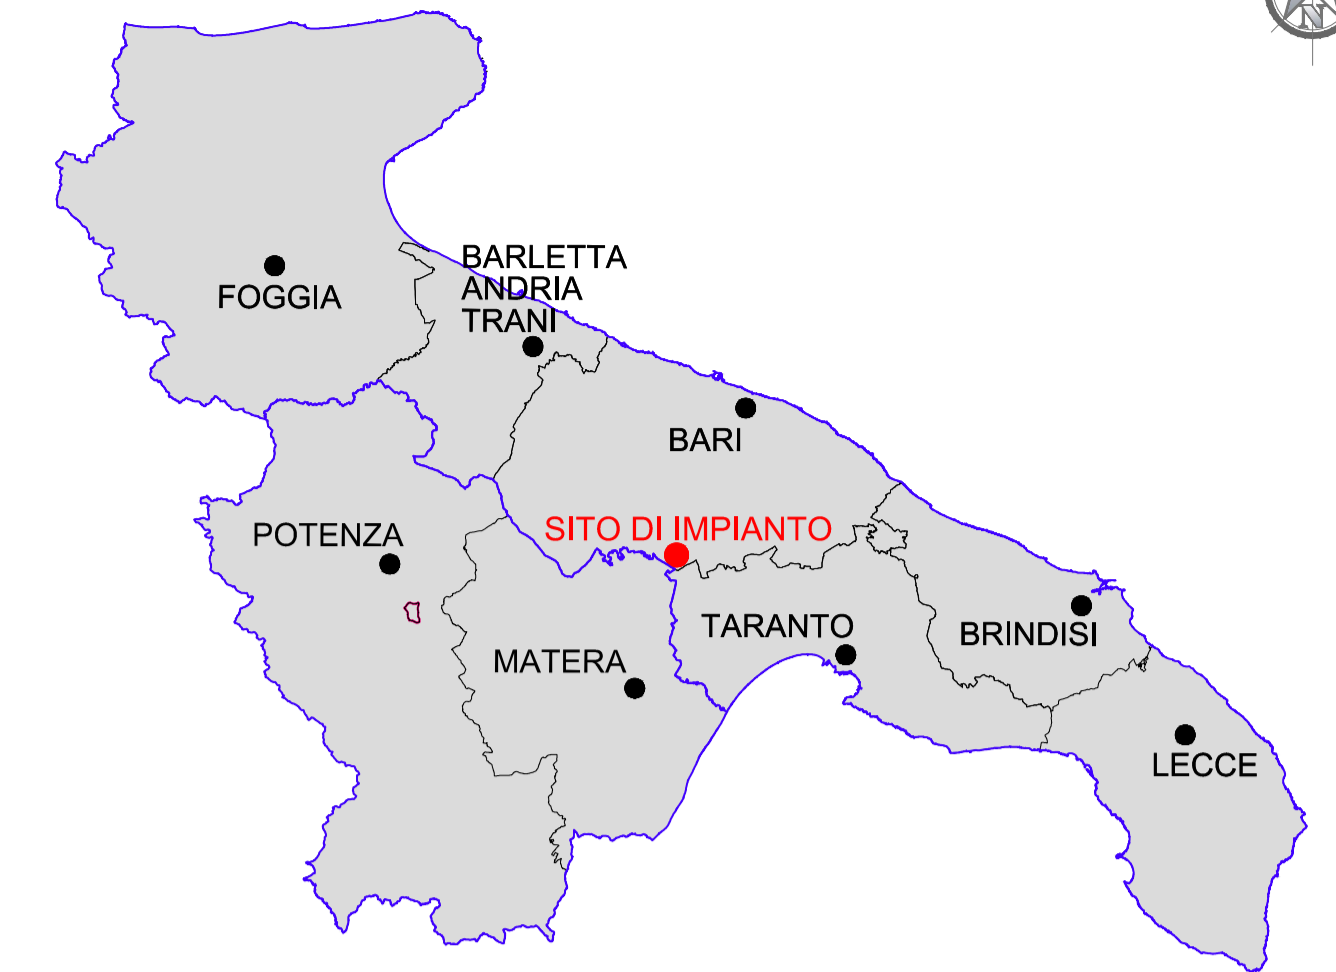 N
BARLETTA
ANDRIA
TRANI
FOGGIA
BARI
SITO DI IMPIANTO
POTENZA
TARANTO
BRINDISI
MATERA
LECCE